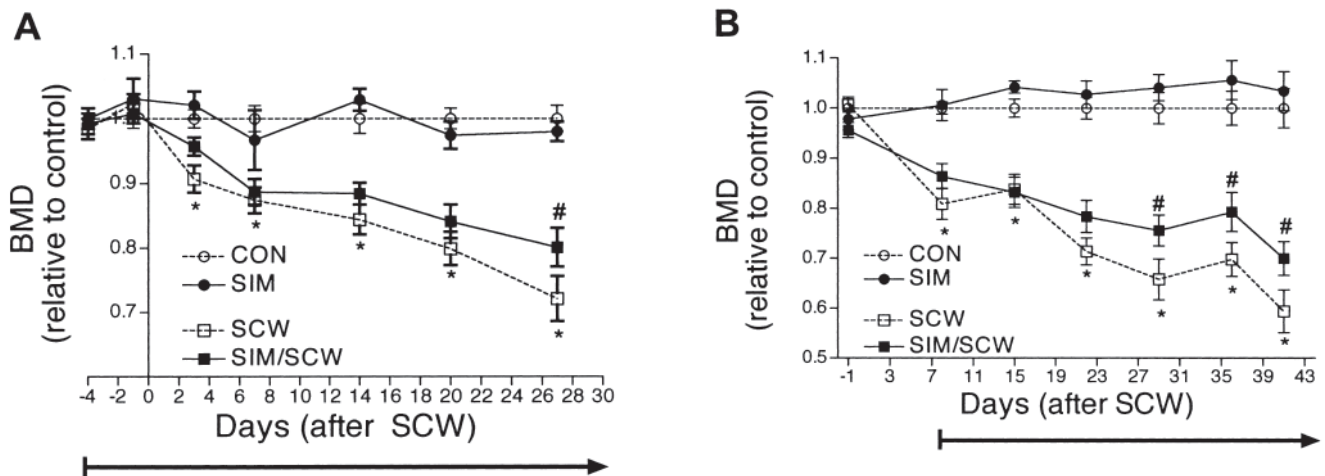 A
BMD
(relative to control)
1.1
1.0
0.9
0.8
0.7
*
*
*
*
#
*
CON
SIM
SCW
SIM/SCW
-4 -2 0 2 4 6 8 10 12 14 16 18 20 22 24 26 28 30
Days (after SCW)
B
BMD
(relative to control)
1.1
1.0
0.9
0.8
0.7
0.6
0.5
*
*
*
#
*
#
*
#
*
CON
SIM
SCW
SIM/SCW
-1 3 7 11 15 19 23 27 31 35 39 43
Days (after SCW)